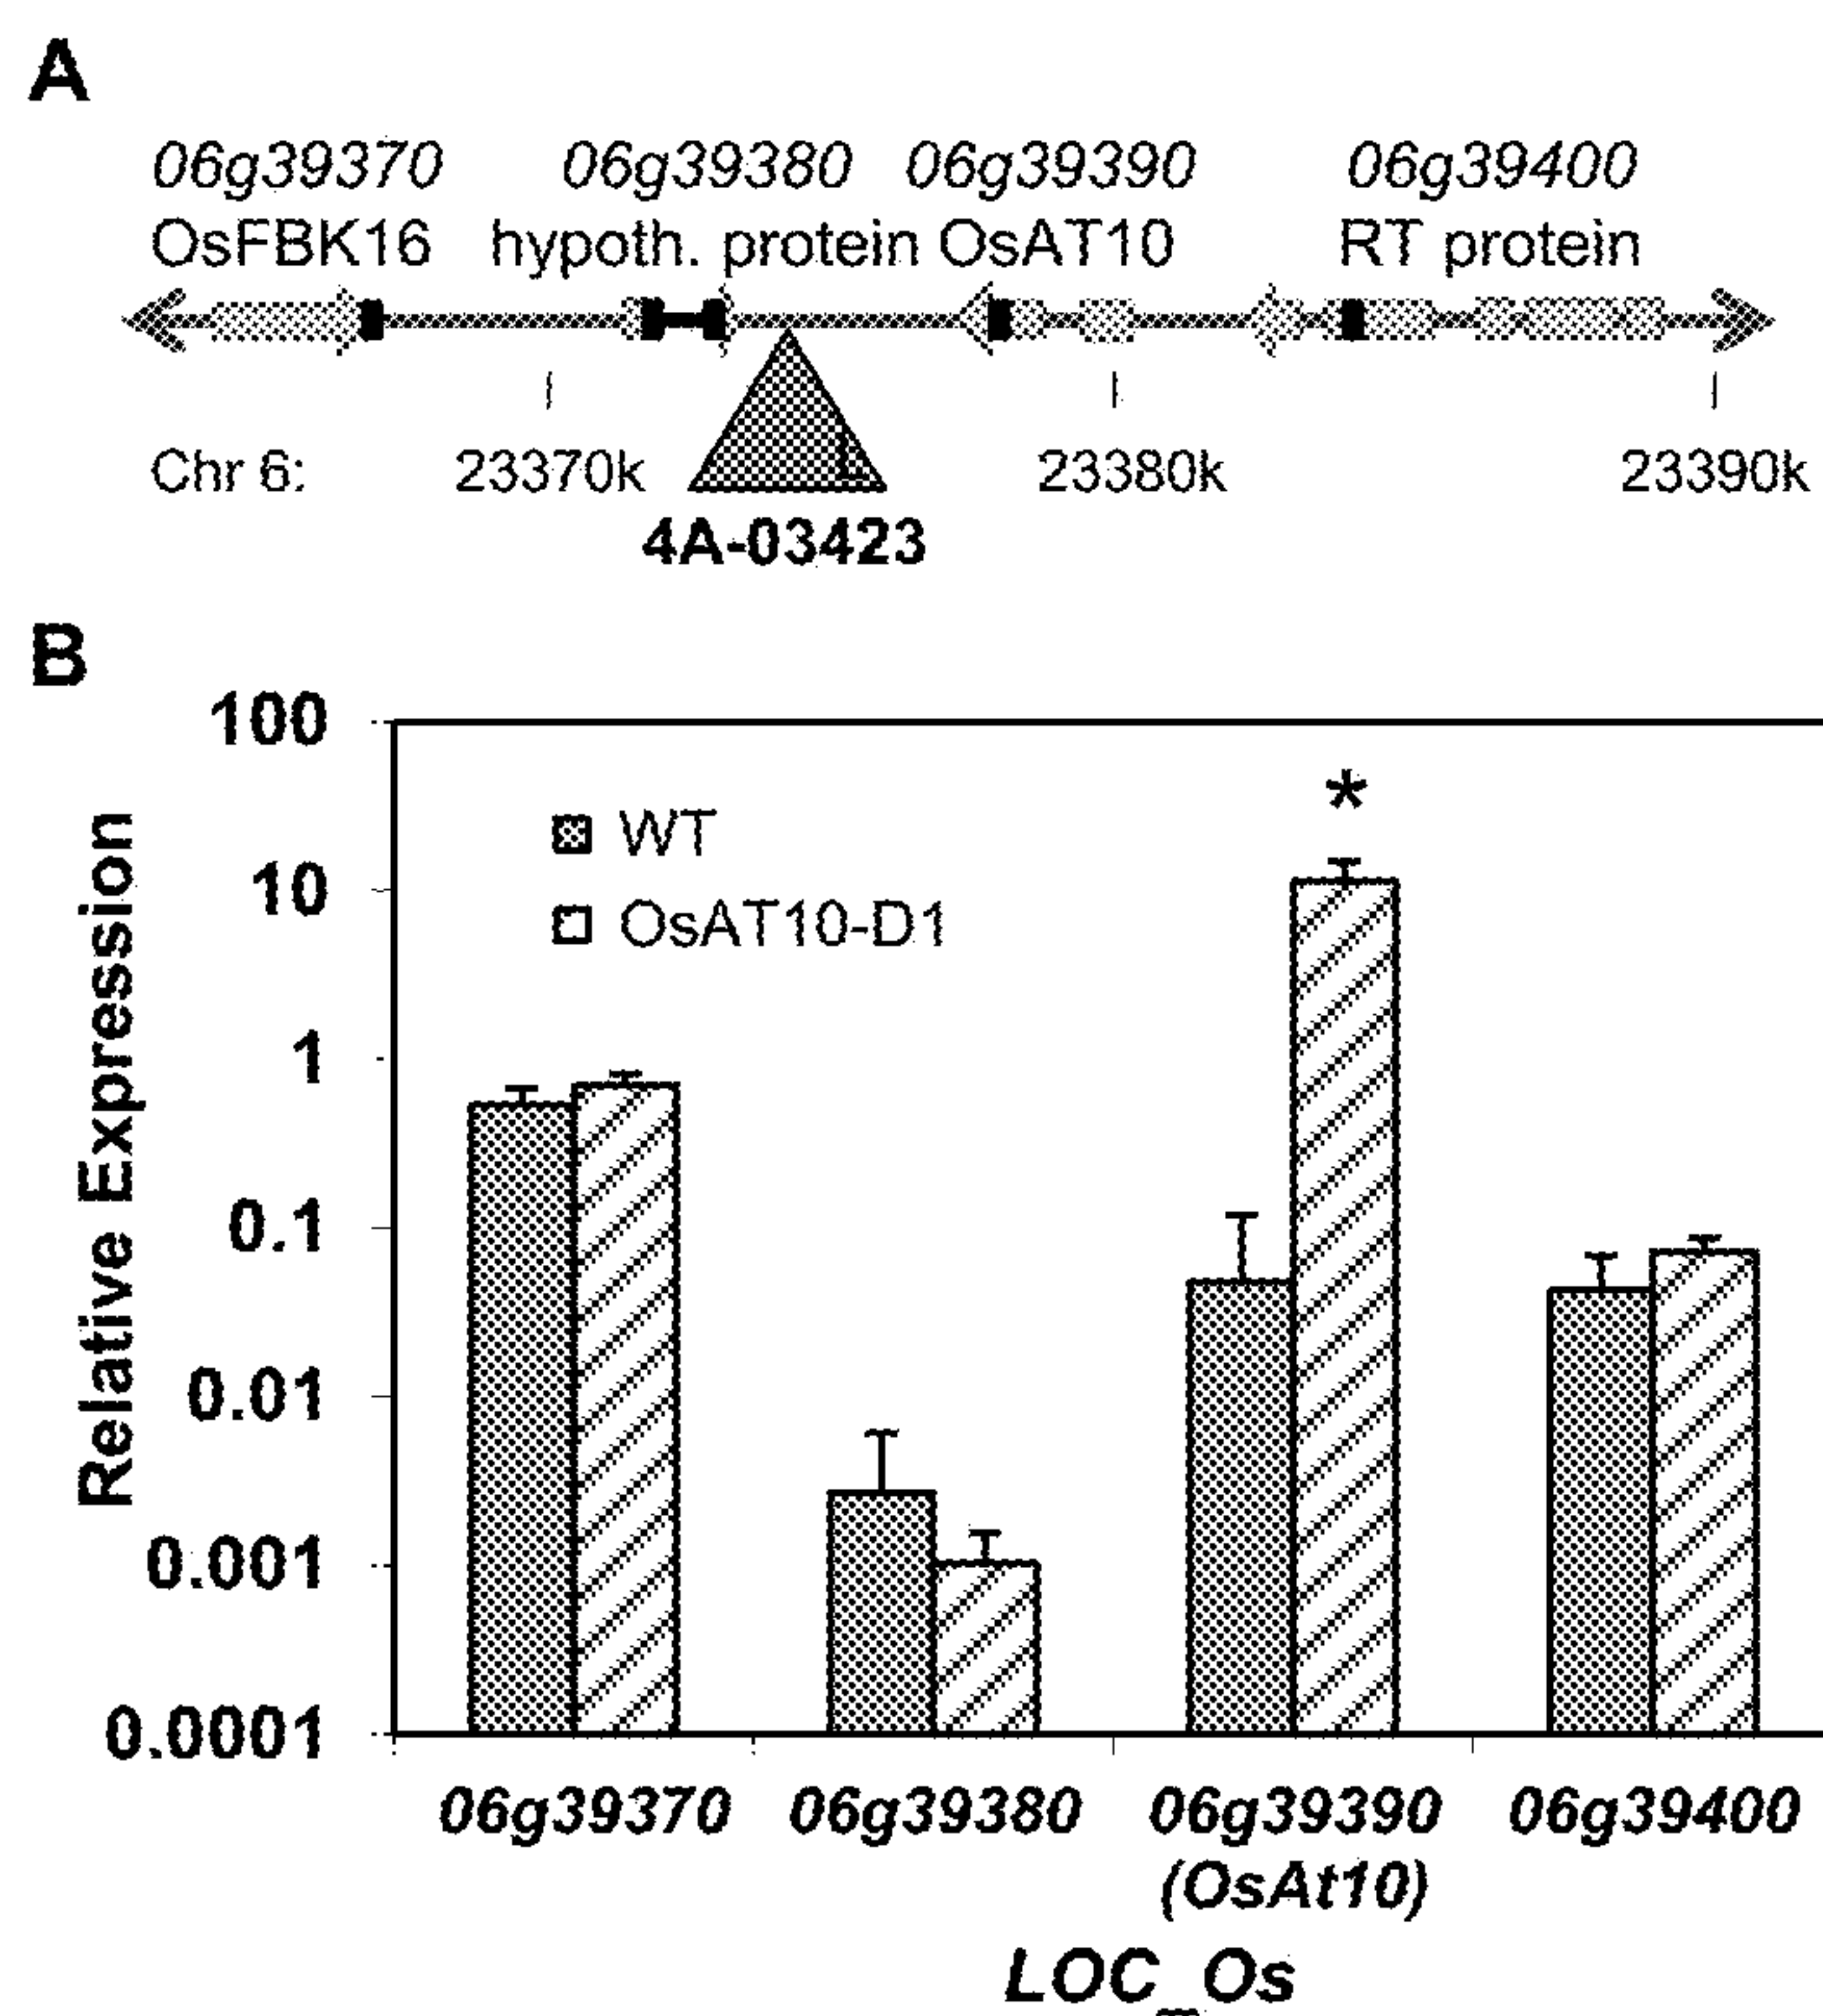 A
06g39370 06g39380 06g39390 06g39400
OsFBK16 hypoth. protein OsAT10 RT protein
Chr 6: 23370k 23380k 23390k
4A-03423
B
100
10
1
0.1
0.01
0.001
0.0001
Relative Expression
WT
OsAT10-D1
*
06g39370 06g39380 06g39390 06g39400
(OsAt10)
LOC_Os